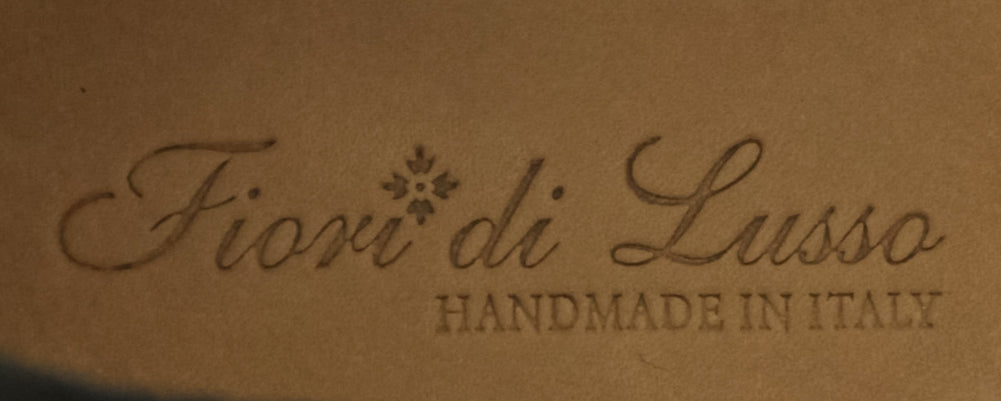 Fiori di Lusso
HANDMADE IN ITALY